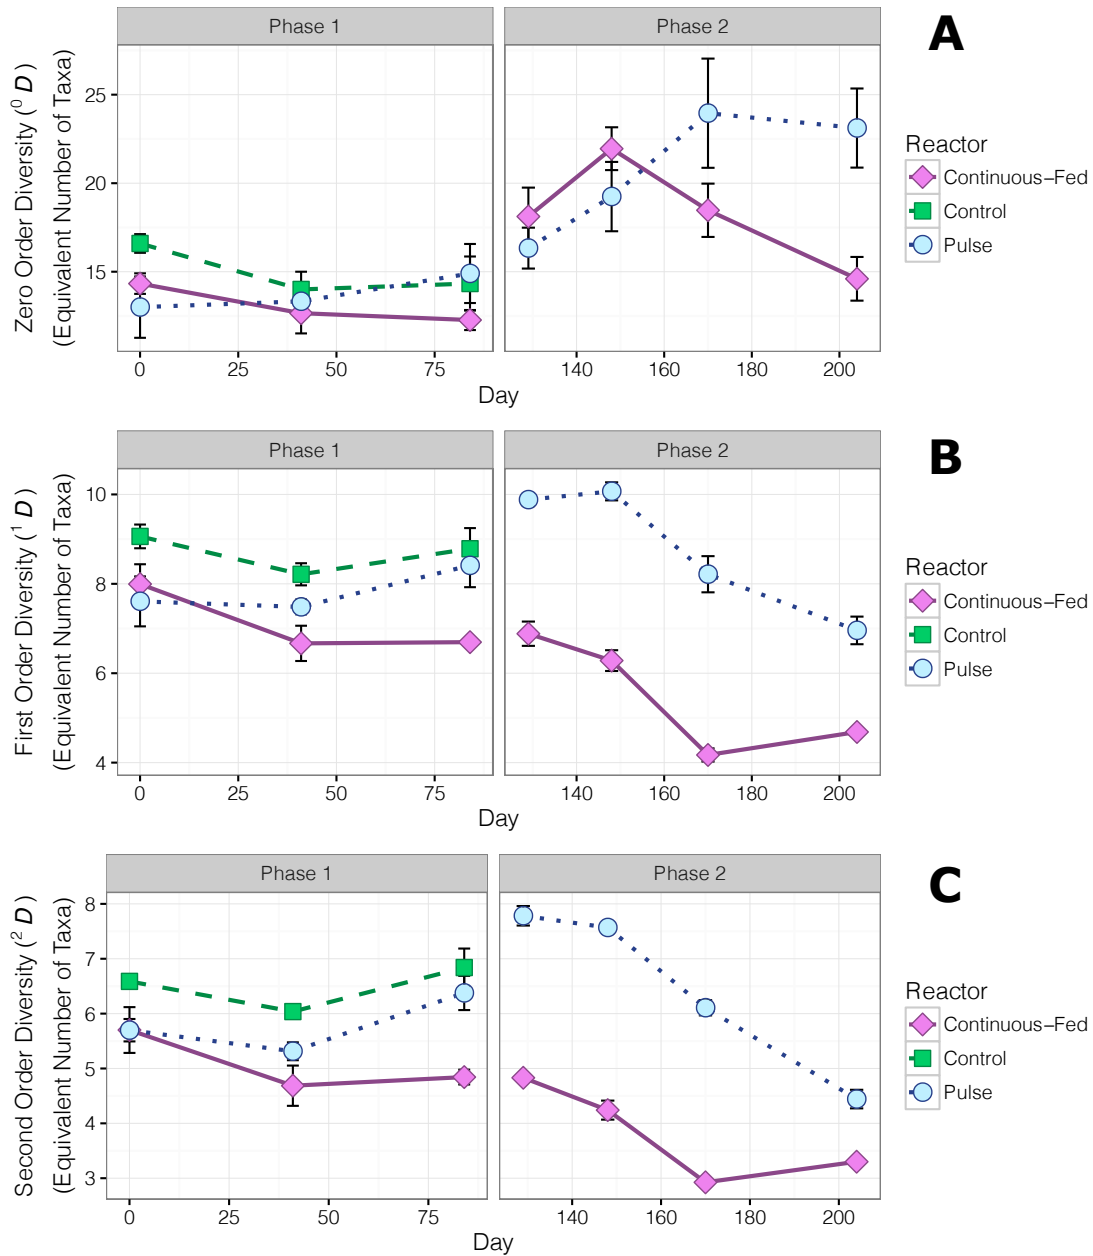 Phase 1
Phase 2
A
Zero Order Diversity (⁰ D)
(Equivalent Number of Taxa)
25
20
15
0
25
50
75
140
160
180
200
Day
Reactor
Continuous−Fed
Control
Pulse
Phase 1
Phase 2
B
First Order Diversity (¹ D)
(Equivalent Number of Taxa)
10
8
6
4
0
25
50
75
140
160
180
200
Day
Reactor
Continuous−Fed
Control
Pulse
Phase 1
Phase 2
C
Second Order Diversity (² D)
(Equivalent Number of Taxa)
8
7
6
5
4
3
0
25
50
75
140
160
180
200
Day
Reactor
Continuous−Fed
Control
Pulse